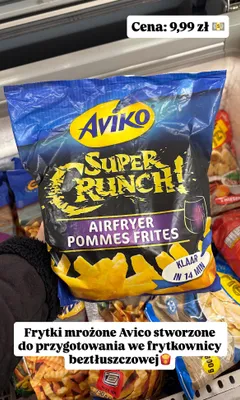 Cena: 9,99 zł 💵
Aviko
SUPER
CRUNCH!
AIRFRYER
POMMES FRITES
KLAAR
IN 14 MIN
Frytki mrożone Avico stworzone
do przygotowania we frytkownicy
beztłuszczowej🍟